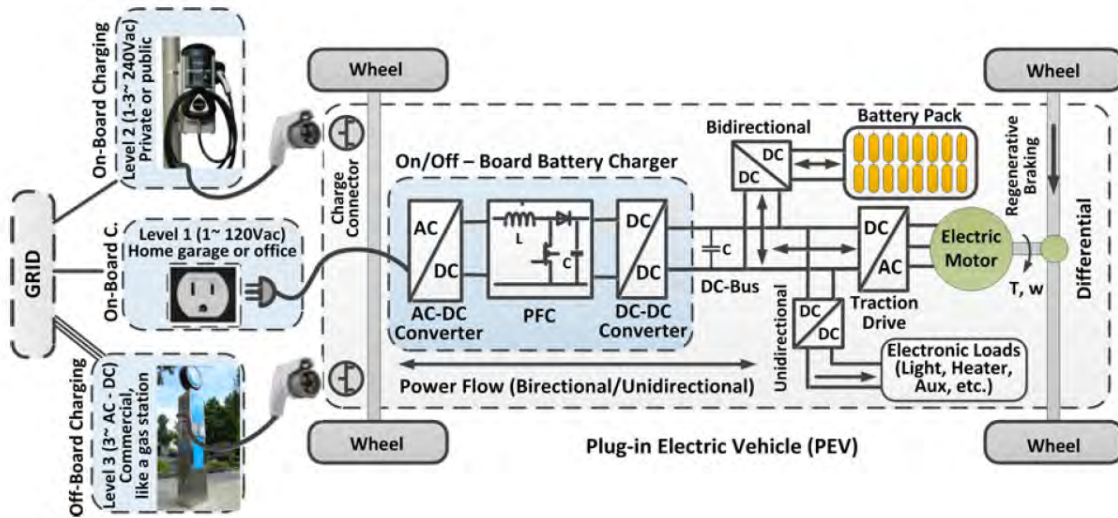 GRID
On-Board Charging
Level 2 (1-3~ 240Vac)
Private or public
On-Board C.
Level 1 (1~ 120Vac)
Home garage or office
Off-Board Charging
Level 3 (3~ AC - DC)
Commercial,
like a gas station
Charge
Connector
Wheel
Wheel
Wheel
Wheel
On/Off – Board Battery Charger
AC
DC
AC-DC
Converter
L
C
PFC
DC
DC
DC-DC
Converter
Power Flow (Birectional/Unidirectional)
C
DC-Bus
Bidirectional
DC
DC
Battery Pack
DC
AC
Traction
Drive
Electric
Motor
Regenerative
Braking
T, w
Differential
Unidirectional
DC
DC
Electronic Loads
(Light, Heater,
Aux, etc.)
Plug-in Electric Vehicle (PEV)